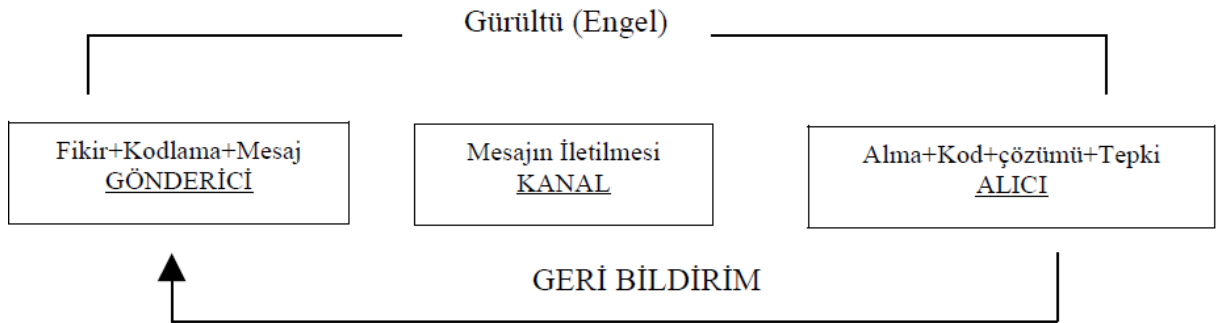 Gürültü (Engel)
Fikir+Kodlama+Mesaj
GÖNDERİCİ
Mesajın İletilmesi
KANAL
Alma+Kod+çözümü+Tepki
ALICI
GERİ BİLDİRİM